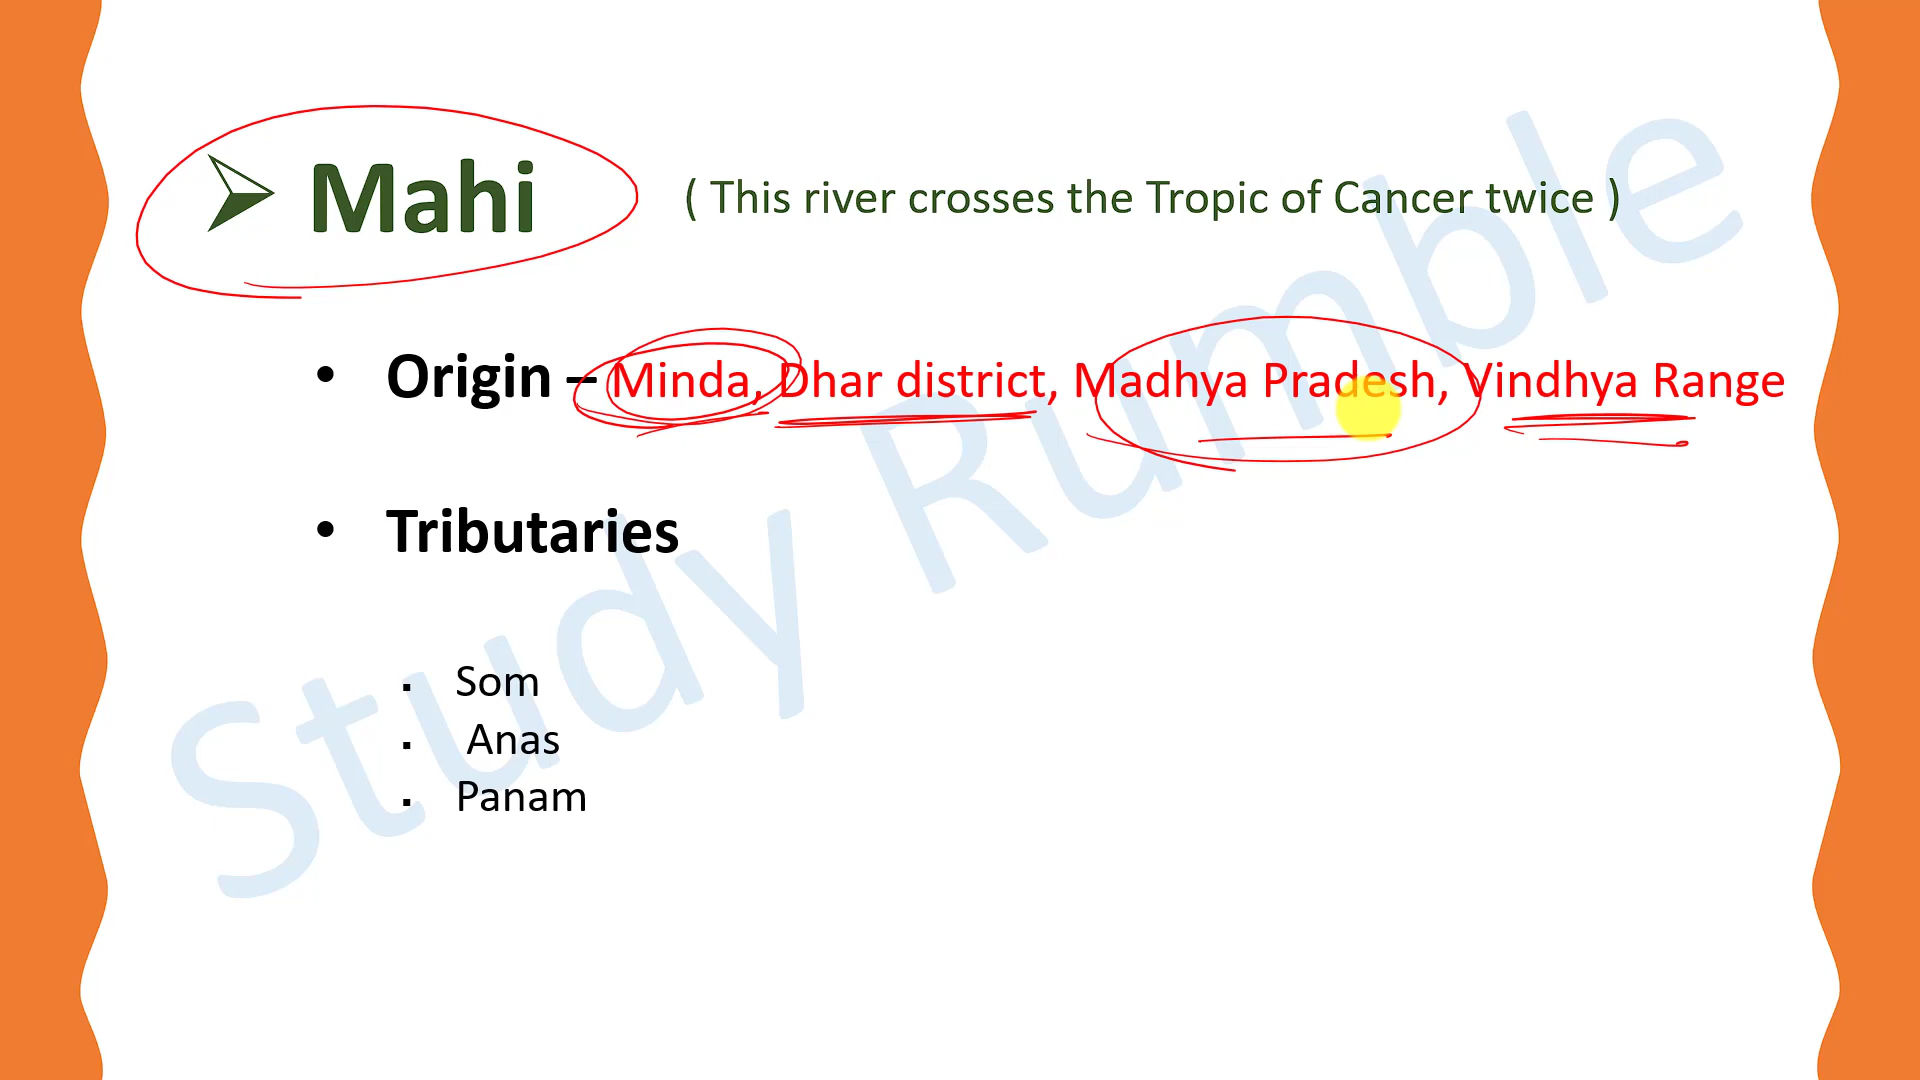 Mahi ( This river crosses the Tropic of Cancer twice )
• Origin – Minda, Dhar district, Madhya Pradesh, Vindhya Range
• Tributaries
▪ Som
▪ Anas
▪ Panam
Study Rumble